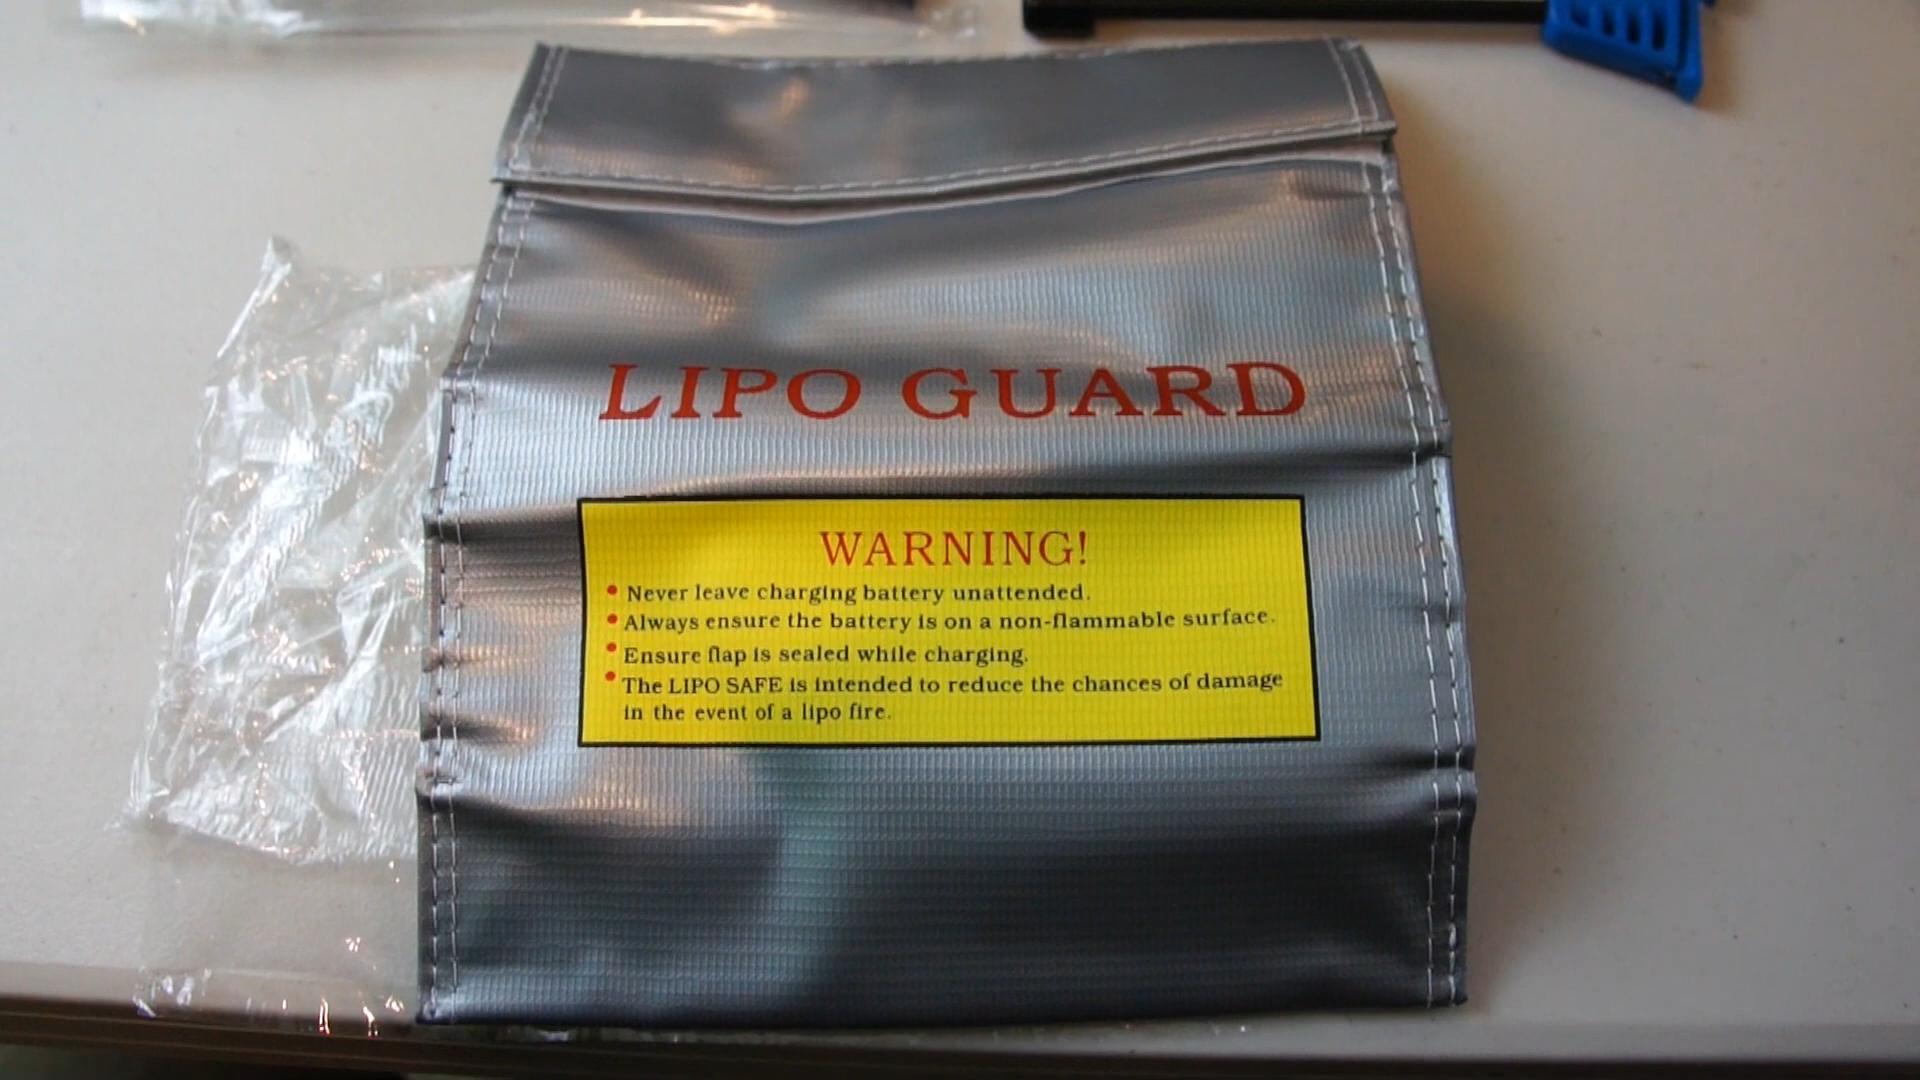 LIPO GUARD
WARNING!
• Never leave charging battery unattended.
• Always ensure the battery is on a non-flammable surface.
• Ensure flap is sealed while charging.
• The LIPO SAFE is intended to reduce the chances of damage
in the event of a lipo fire.